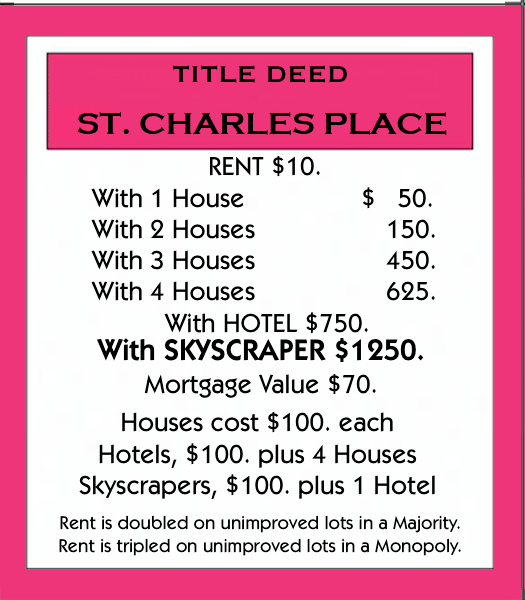 TITLE DEED
ST. CHARLES PLACE
RENT $10.
With 1 House $ 50.
With 2 Houses 150.
With 3 Houses 450.
With 4 Houses 625.
With HOTEL $750.
With SKYSCRAPER $1250.
Mortgage Value $70.
Houses cost $100. each
Hotels, $100. plus 4 Houses
Skyscrapers, $100. plus 1 Hotel
Rent is doubled on unimproved lots in a Majority.
Rent is tripled on unimproved lots in a Monopoly.